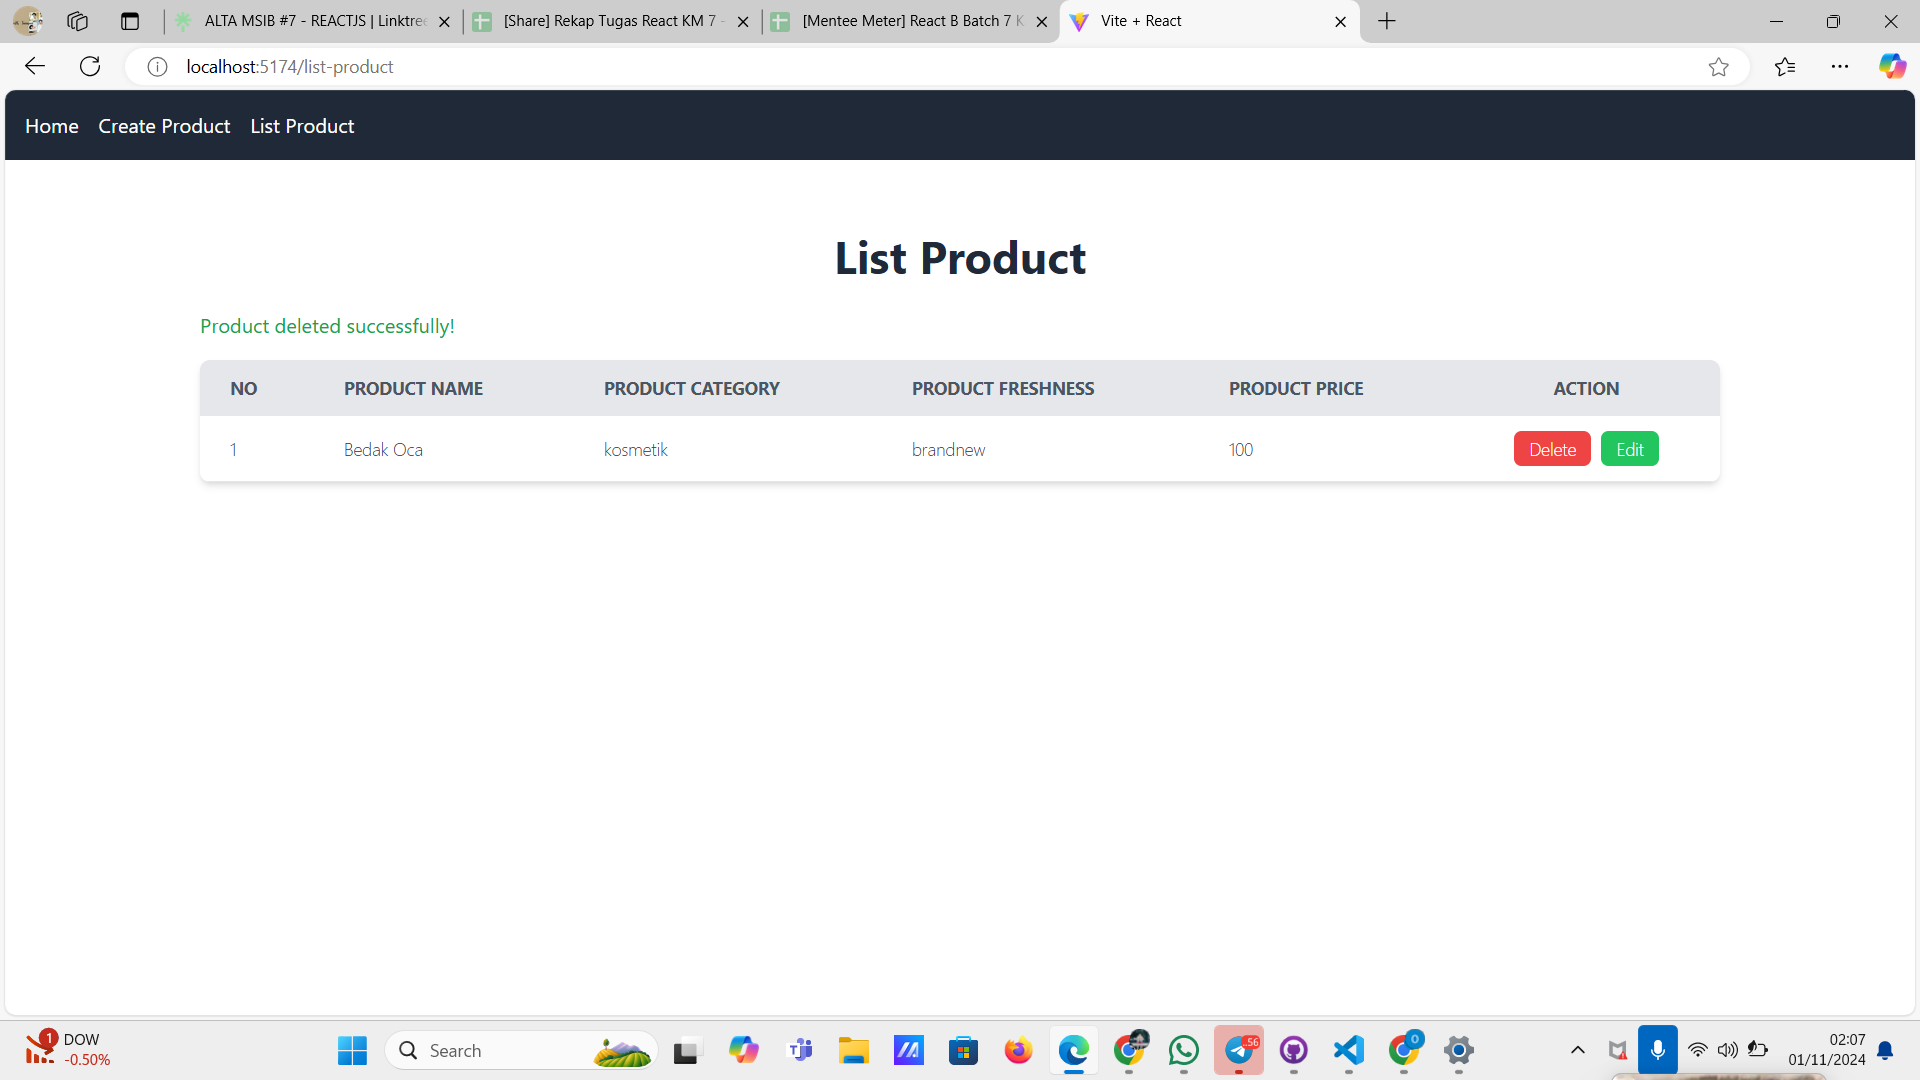 ALTA MSIB #7 - REACTJS | Linktree
[Share] Rekap Tugas React KM 7 -
[Mentee Meter] React B Batch 7 K
Vite + React
localhost:5174/list-product
Home Create Product List Product
List Product
Product deleted successfully!
NO PRODUCT NAME PRODUCT CATEGORY PRODUCT FRESHNESS PRODUCT PRICE ACTION
1 Bedak Oca kosmetik brandnew 100 Delete Edit
1 DOW
-0.50%
Search
.56
0
02:07
01/11/2024